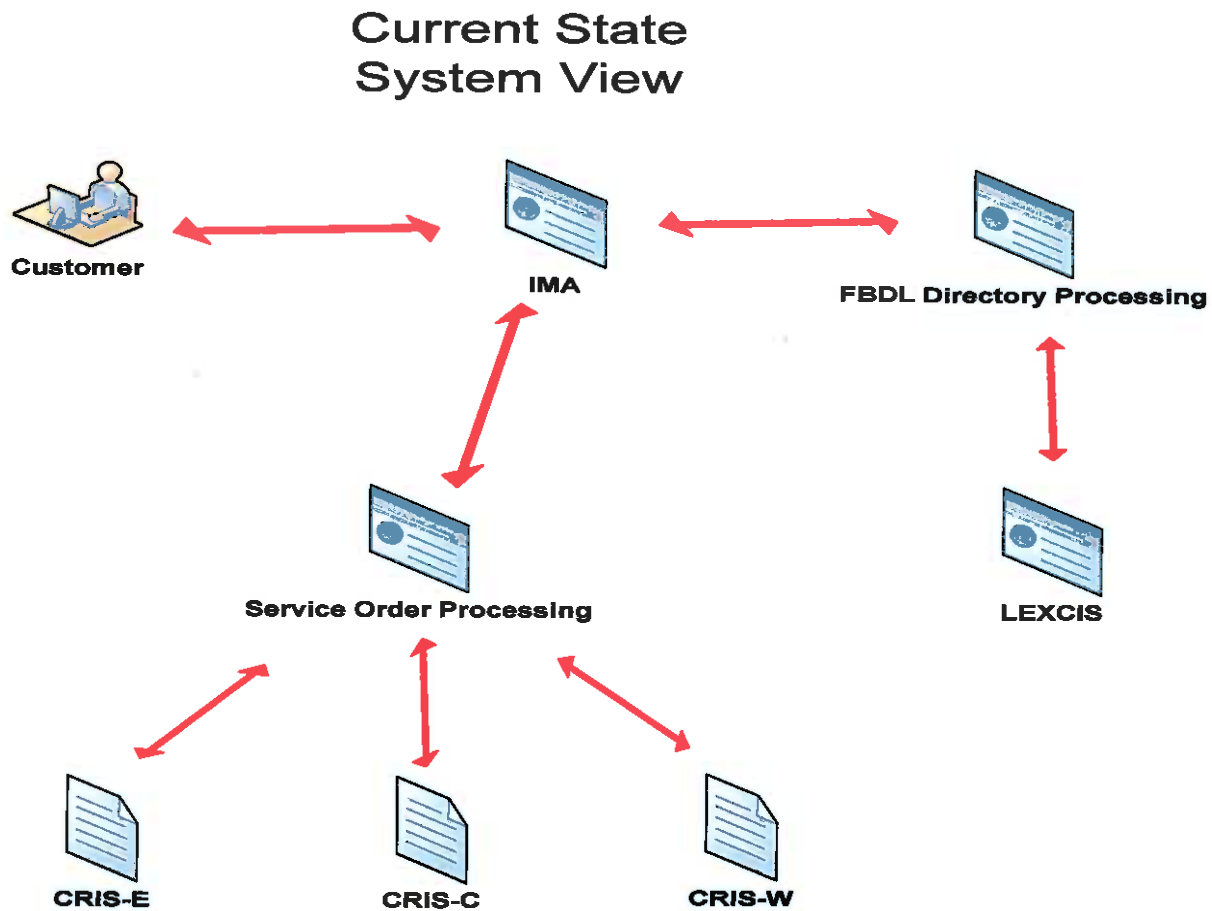 Current State
System View
Customer
IMA
FBDL Directory Processing
Service Order Processing
LEXCIS
CRIS-E
CRIS-C
CRIS-W